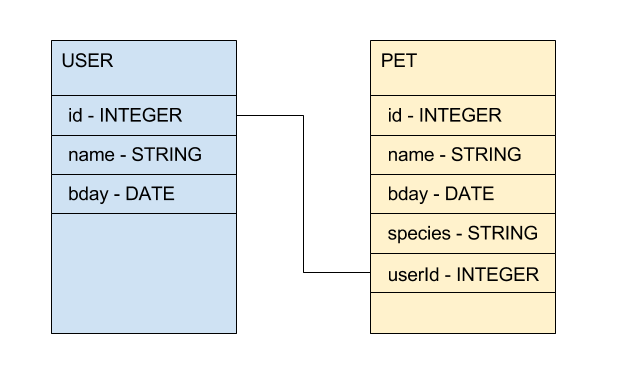 USER
id - INTEGER
name - STRING
bday - DATE
PET
id - INTEGER
name - STRING
bday - DATE
species - STRING
userId - INTEGER